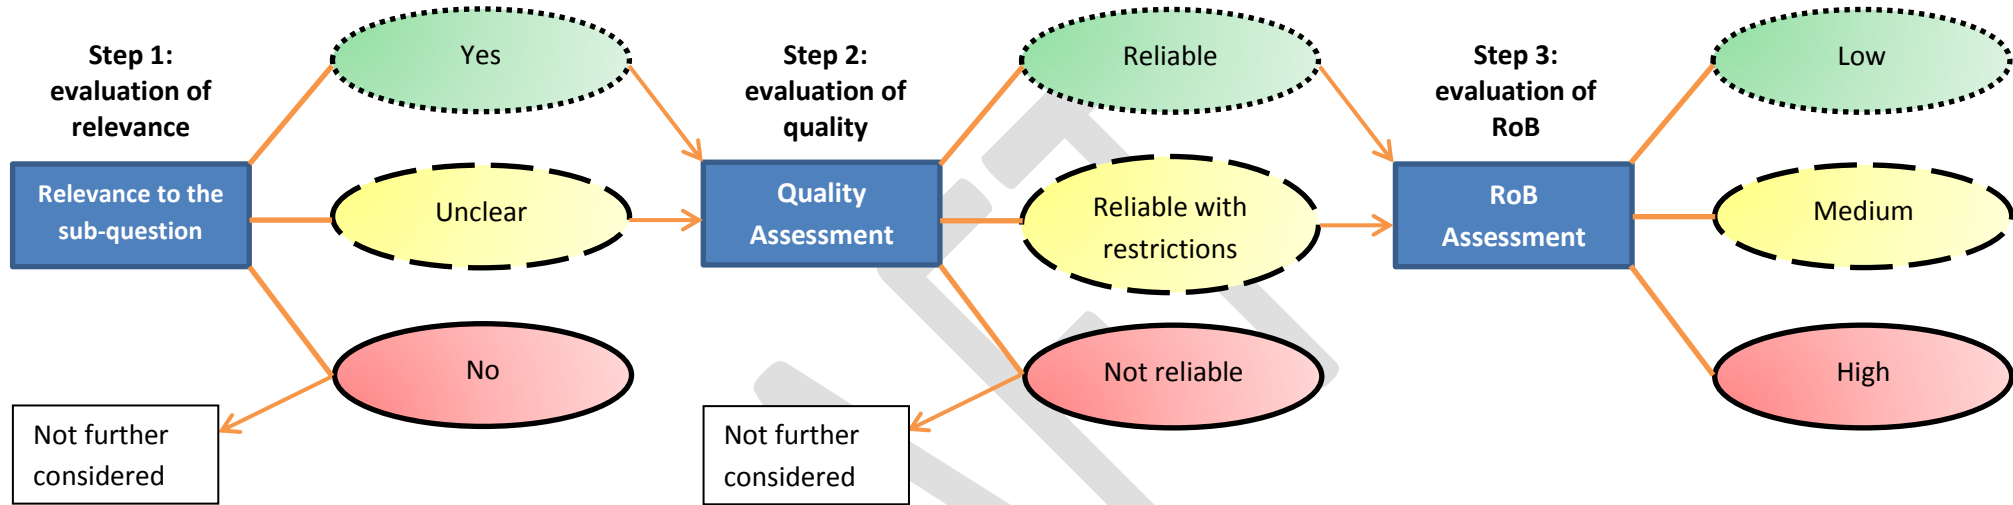 Step 1:
evaluation of
relevance
Relevance to the
sub-question
Yes
Unclear
No
Not further
considered
Step 2:
evaluation of
quality
Quality
Assessment
Reliable
Reliable with
restrictions
Not reliable
Not further
considered
Step 3:
evaluation of
RoB
RoB
Assessment
Low
Medium
High